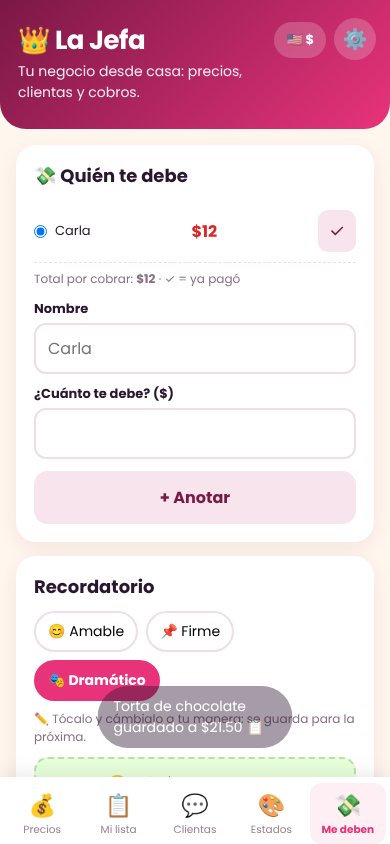 👑 La Jefa
🇺🇸 $
⚙️
Tu negocio desde casa: precios,
clientas y cobros.
💸 Quién te debe
Carla
$12
✓
Total por cobrar: $12 · ✓ = ya pagó
Nombre
Carla
¿Cuánto te debe? ($)
+ Anotar
Recordatorio
😊 Amable
📌 Firme
🎭 Dramático
✏️ Tócalo y cámbialo a tu manera; se guarda para la
próxima.
Torta de chocolate
guardado a $21.50 📋
💰
Precios
📋
Mi lista
💬
Clientas
🎨
Estados
💸
Me deben